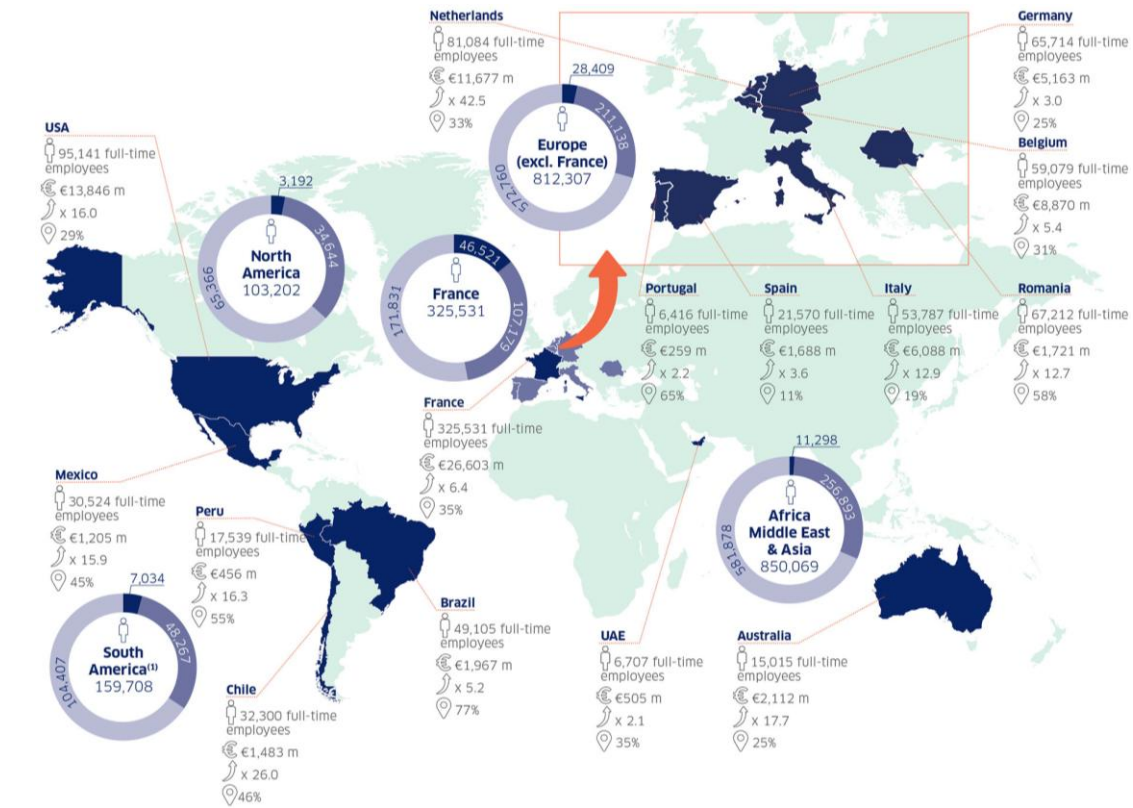 Netherlands
81,084 full-time
employees
€11,677 m
x 42.5
33%
Germany
65,714 full-time
employees
€5,163 m
x 3.0
25%
Belgium
59,079 full-time
employees
€8,870 m
x 5.4
31%
28,409
211,138
572,760
Europe
(excl. France)
812,307
USA
95,141 full-time
employees
€13,846 m
x 16.0
29%
3,192
34,644
65,366
North
America
103,202
46,521
107,179
171,831
France
325,531
Portugal
6,416 full-time
employees
€259 m
x 2.2
65%
Spain
21,570 full-time
employees
€1,688 m
x 3.6
11%
Italy
53,787 full-time
employees
€6,088 m
x 12.9
19%
Romania
67,212 full-time
employees
€1,721 m
x 12.7
58%
France
325,531 full-time
employees
€26,603 m
x 6.4
35%
Mexico
30,524 full-time
employees
€1,205 m
x 15.9
45%
Peru
17,539 full-time
employees
€456 m
x 16.3
55%
11,298
256,893
581,878
Africa
Middle East
& Asia
850,069
7,034
48,267
104,407
South
America(1)
159,708
Chile
32,300 full-time
employees
€1,483 m
x 26.0
46%
Brazil
49,105 full-time
employees
€1,967 m
x 5.2
77%
UAE
6,707 full-time
employees
€505 m
x 2.1
35%
Australia
15,015 full-time
employees
€2,112 m
x 17.7
25%